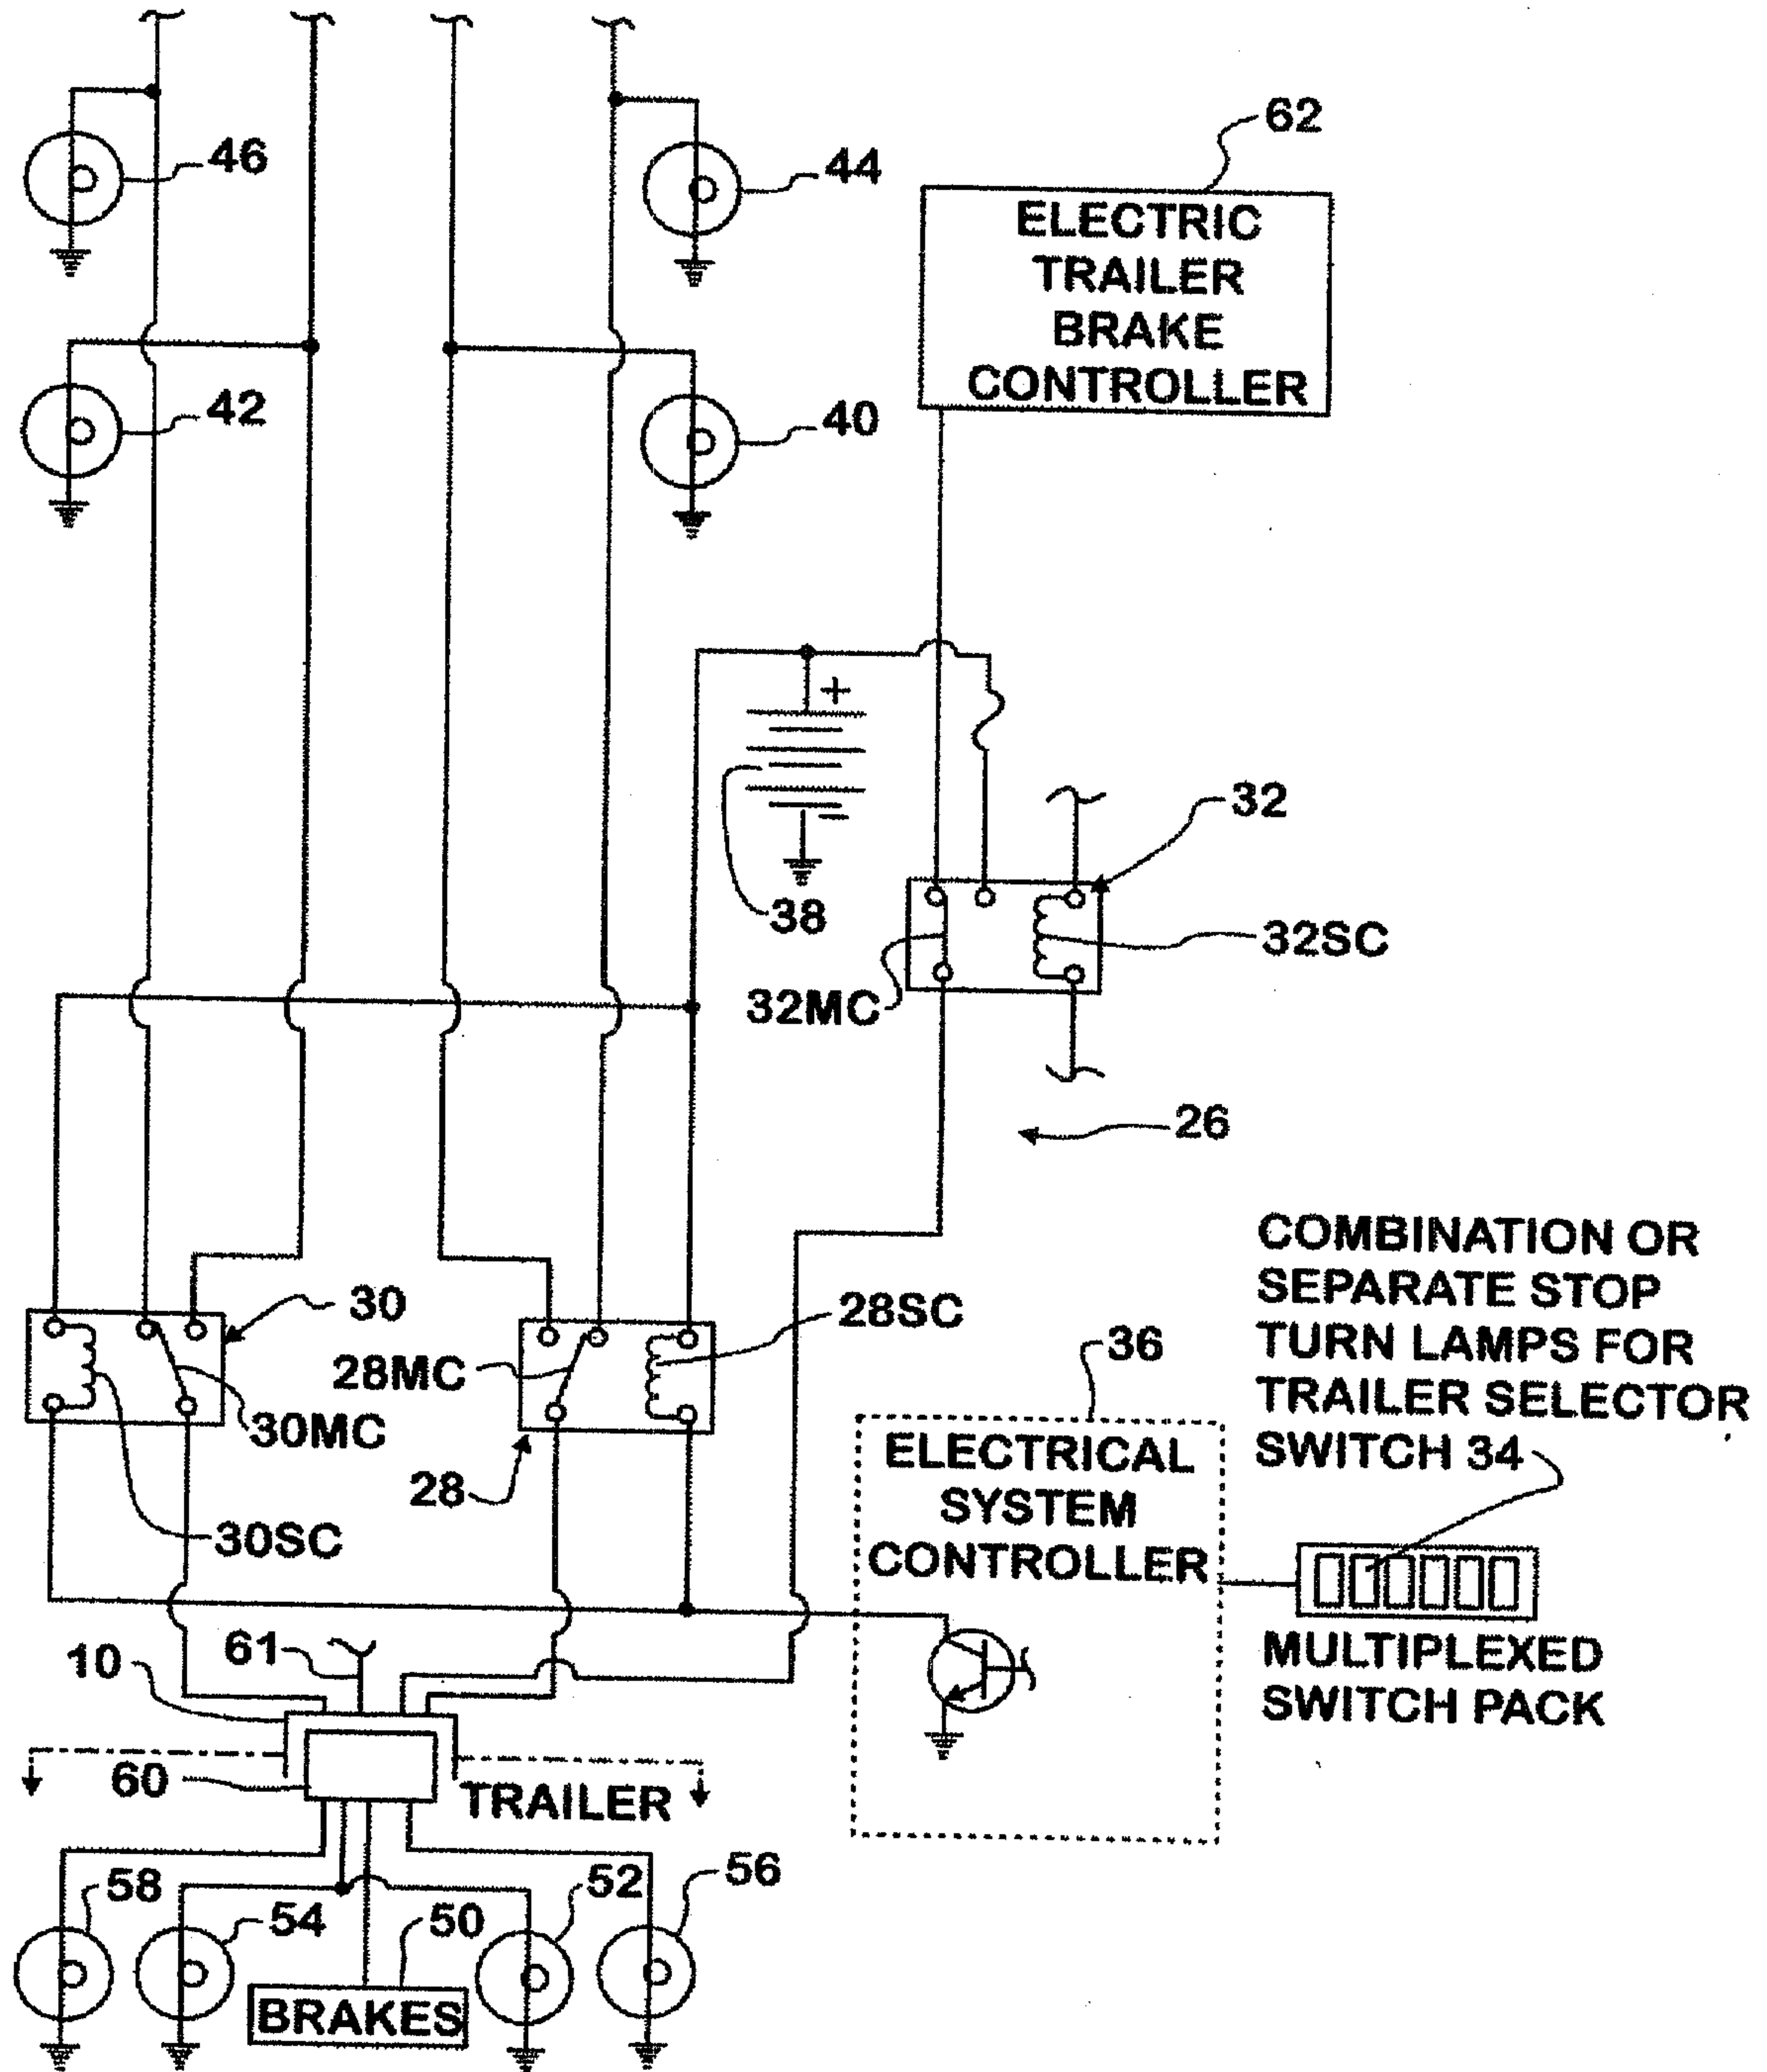 62
46
44
ELECTRIC
TRAILER
BRAKE
CONTROLLER
42
40
+
32
38
32SC
32MC
26
COMBINATION OR
SEPARATE STOP
TURN LAMPS FOR
TRAILER SELECTOR
SWITCH 34
30
28SC
36
28MC
30MC
ELECTRICAL
SYSTEM
CONTROLLER
28
30SC
61
10
MULTIPLEXED
SWITCH PACK
60
TRAILER
58
52
56
54
50
BRAKES